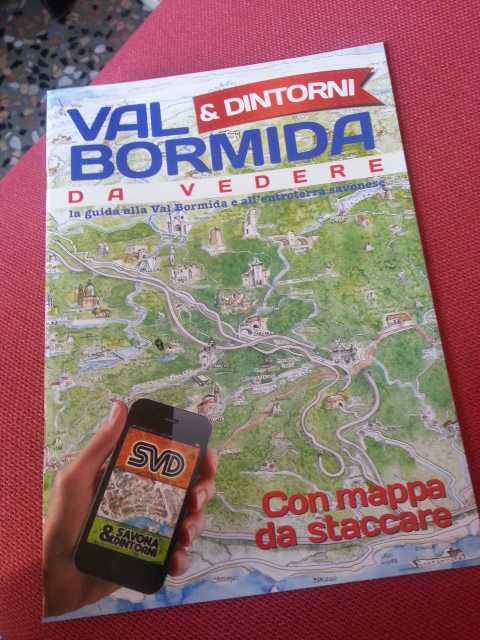 VAL
& DINTORNI
BORMIDA
DA VEDERE
la guida alla Val Bormida e all'entroterra savonese
SVD
SAVONA
& DINTORNI
Con mappa
da staccare